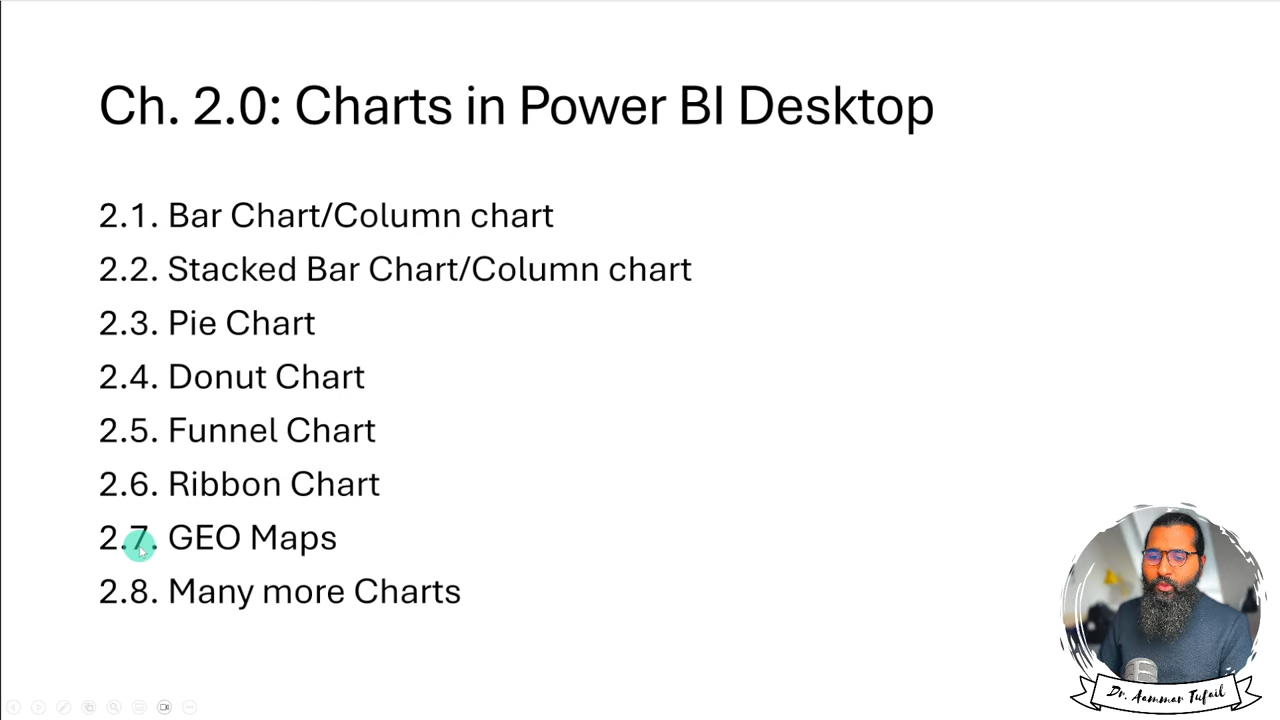 Ch. 2.0: Charts in Power BI Desktop
2.1. Bar Chart/Column chart
2.2. Stacked Bar Chart/Column chart
2.3. Pie Chart
2.4. Donut Chart
2.5. Funnel Chart
2.6. Ribbon Chart
2.7. GEO Maps
2.8. Many more Charts
Dr. Aammar Tufail